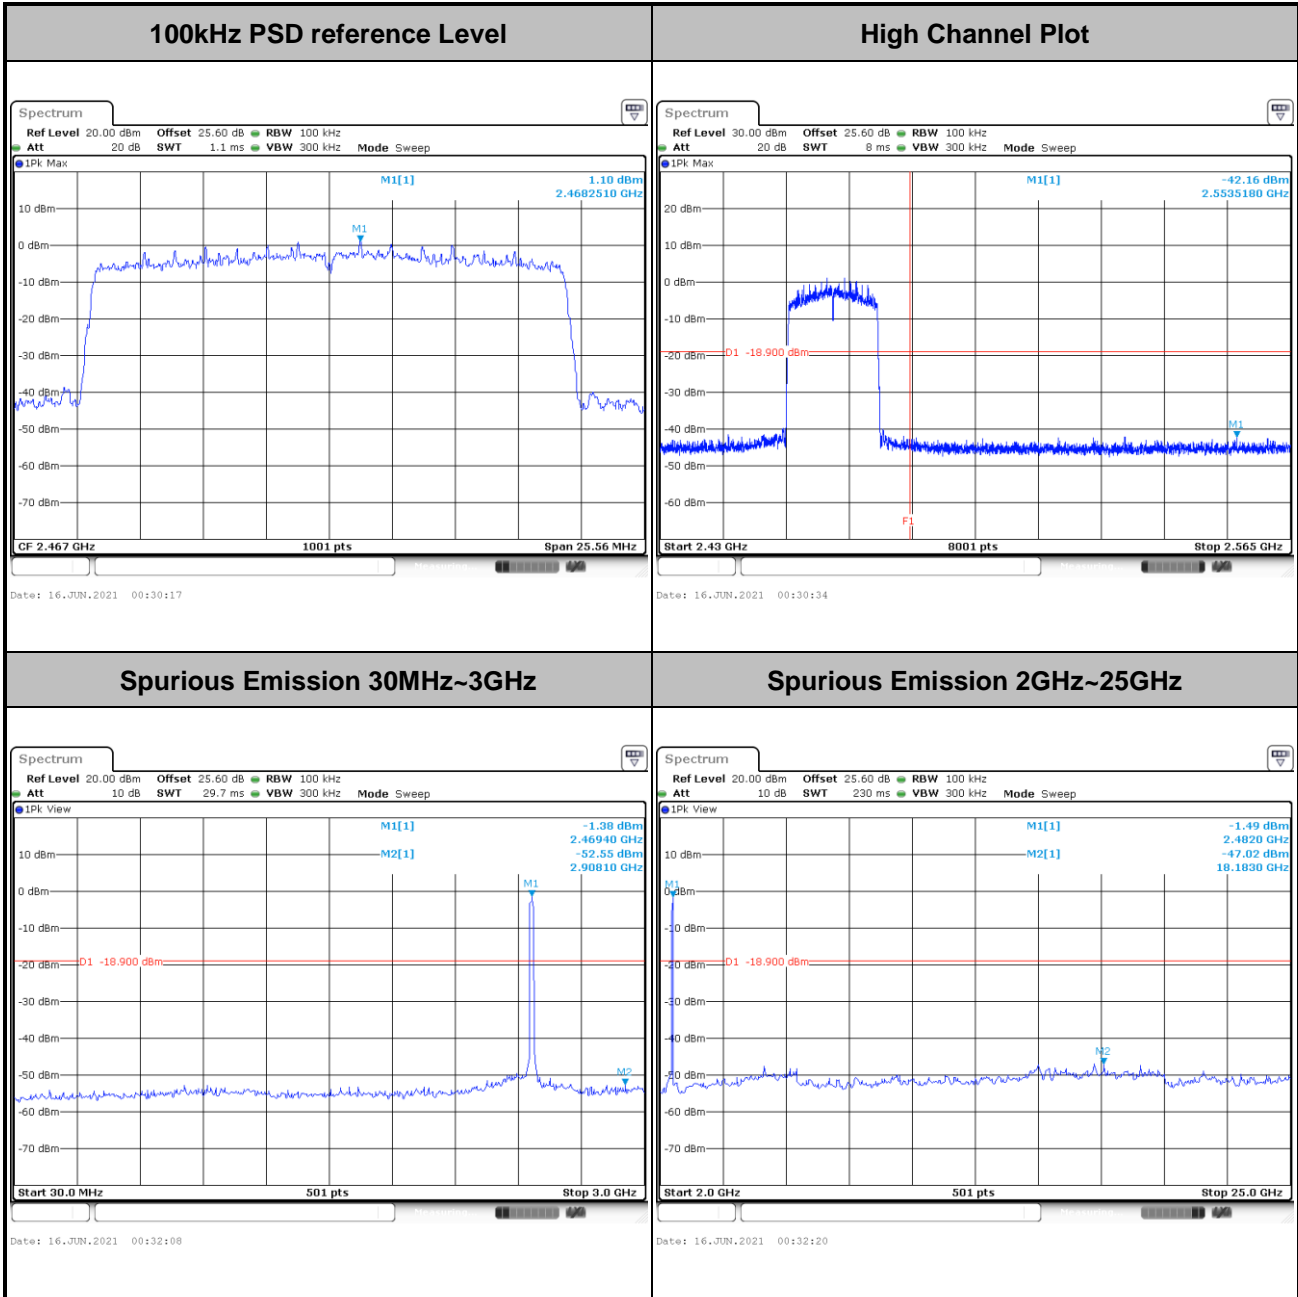 100kHz PSD reference Level
High Channel Plot
Spectrum
Ref Level 20.00 dBm Offset 25.60 dB RBW 100 kHz
Att 20 dB SWT 1.1 ms VBW 300 kHz Mode Sweep
1Pk Max
M1[1] 1.10 dBm
2.4682510 GHz
10 dBm
M1
0 dBm
-10 dBm
-20 dBm
-30 dBm
-40 dBm
-50 dBm
-60 dBm
-70 dBm
CF 2.467 GHz 1001 pts Span 25.56 MHz
Measuring...
Date: 16.JUN.2021 00:30:17
Spectrum
Ref Level 30.00 dBm Offset 25.60 dB RBW 100 kHz
Att 20 dB SWT 8 ms VBW 300 kHz Mode Sweep
1Pk Max
M1[1] -42.16 dBm
2.5535180 GHz
20 dBm
10 dBm
0 dBm
-10 dBm
D1 -18.900 dBm
-20 dBm
-30 dBm
-40 dBm
M1
-50 dBm
-60 dBm
F1
Start 2.43 GHz 8001 pts Stop 2.565 GHz
Measuring...
Date: 16.JUN.2021 00:30:34
Spurious Emission 30MHz~3GHz
Spurious Emission 2GHz~25GHz
Spectrum
Ref Level 20.00 dBm Offset 25.60 dB RBW 100 kHz
Att 10 dB SWT 29.7 ms VBW 300 kHz Mode Sweep
1Pk View
M1[1] -1.38 dBm
2.46940 GHz
10 dBm
M2[1] -52.55 dBm
2.90810 GHz
M1
0 dBm
-10 dBm
D1 -18.900 dBm
-20 dBm
-30 dBm
-40 dBm
-50 dBm
M2
-60 dBm
-70 dBm
Start 30.0 MHz 501 pts Stop 3.0 GHz
Measuring...
Date: 16.JUN.2021 00:32:08
Spectrum
Ref Level 20.00 dBm Offset 25.60 dB RBW 100 kHz
Att 10 dB SWT 230 ms VBW 300 kHz Mode Sweep
1Pk View
M1[1] -1.49 dBm
2.4820 GHz
10 dBm
M2[1] -47.02 dBm
18.1830 GHz
M1
0 dBm
-10 dBm
D1 -18.900 dBm
-20 dBm
-30 dBm
-40 dBm
M2
-50 dBm
-60 dBm
-70 dBm
Start 2.0 GHz 501 pts Stop 25.0 GHz
Measuring...
Date: 16.JUN.2021 00:32:20